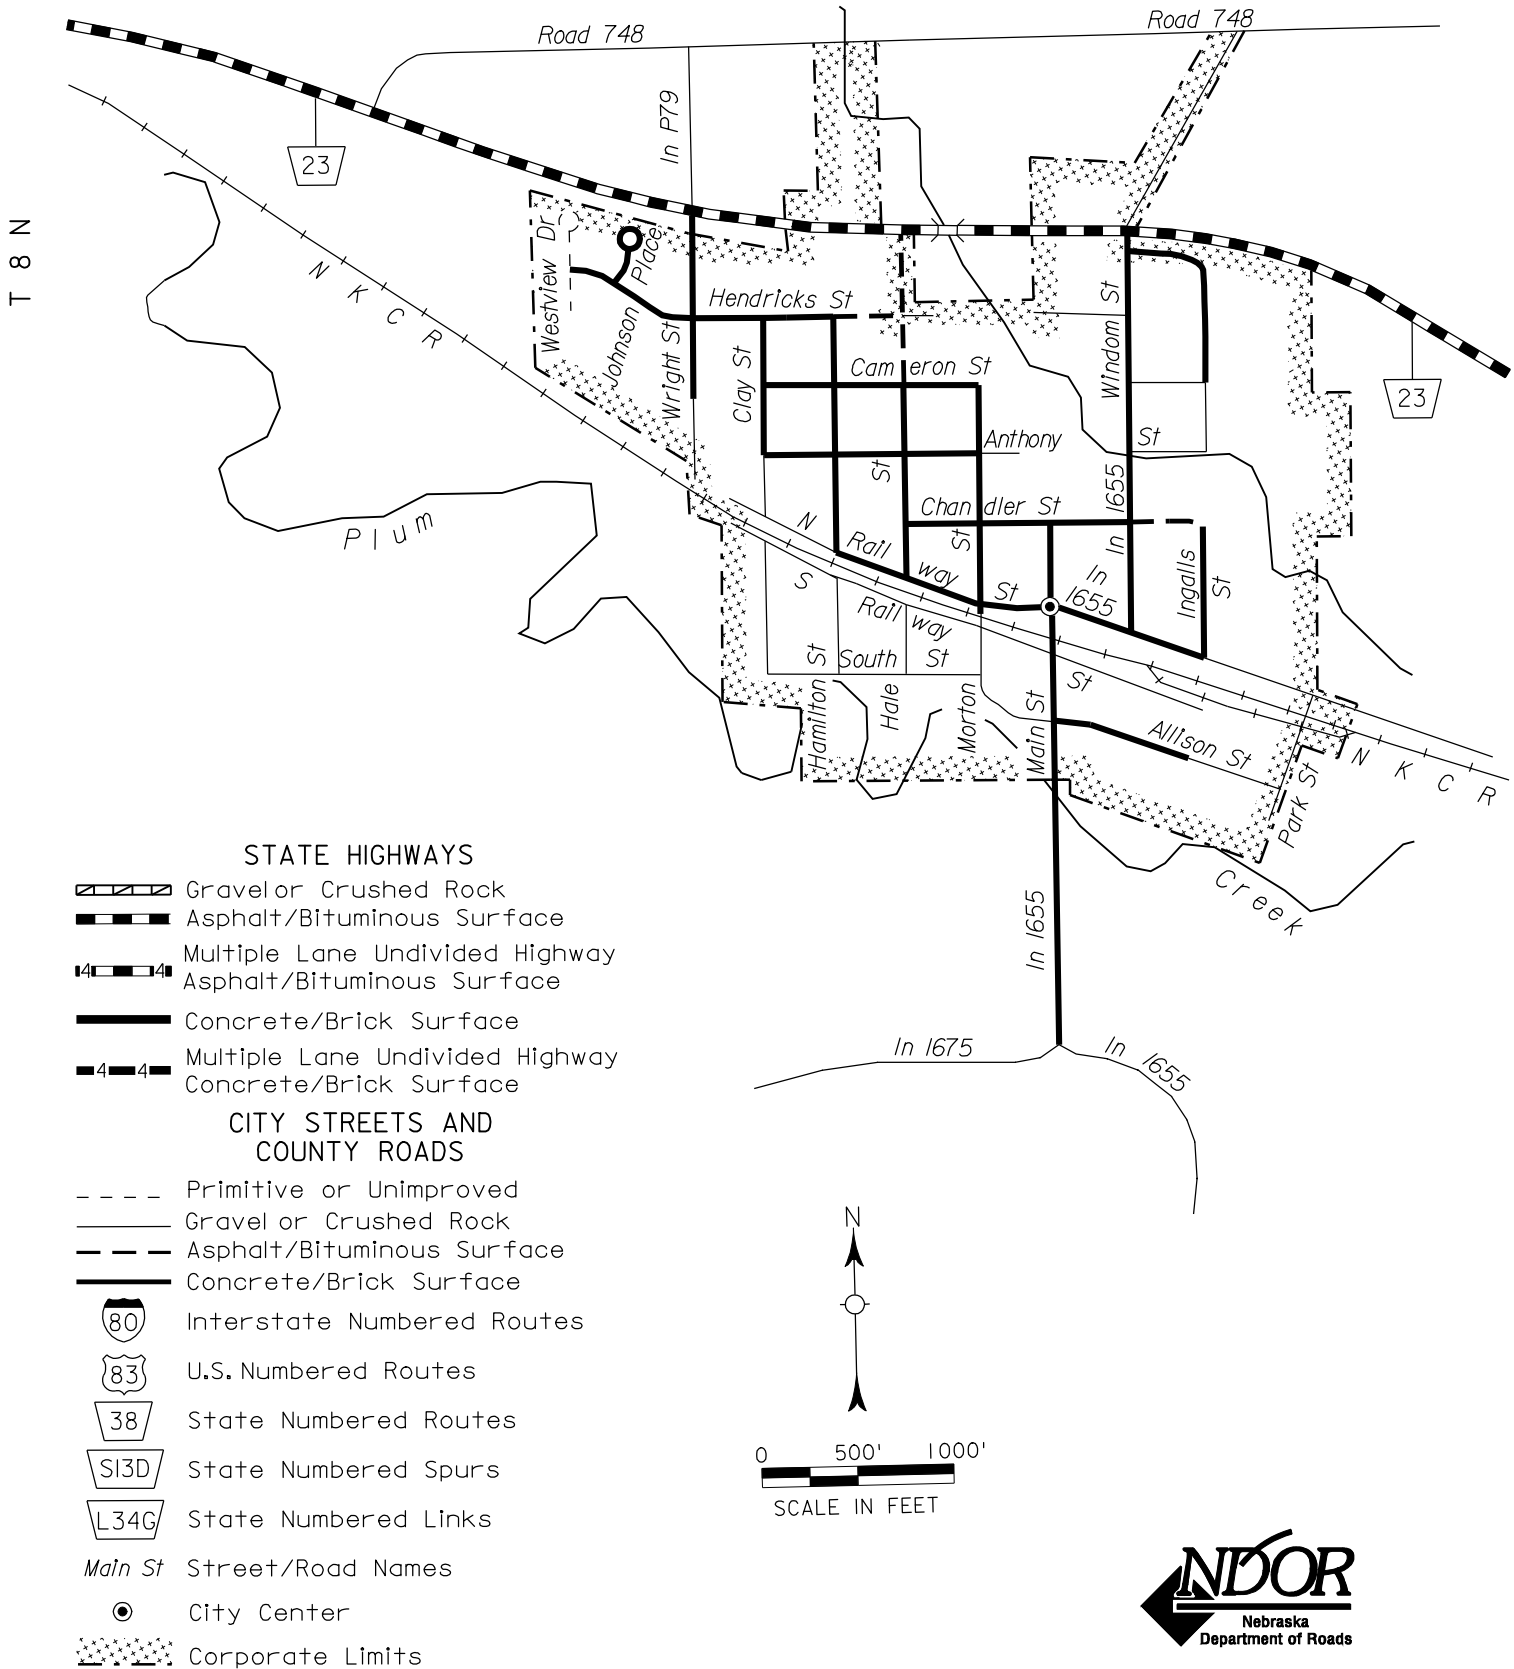 Road 748
Road 748
In P79
23
T 8 N
N K C R
Westview Dr
Johnson Place
Wright St
Hendricks St
Clay St
Cameron St
Windom St
23
Anthony St
St
Chandler St
St
In 1655
Plum
N Railway St
In 1655
Ingalls St
S Railway St
South St
Hamilton St
Hale
Morton
Main St
Allison St
Park St
N K C R
Creek
In 1655
In 1675
In 1655
STATE HIGHWAYS
Gravel or Crushed Rock
Asphalt/Bituminous Surface
4 4 Multiple Lane Undivided Highway
Asphalt/Bituminous Surface
Concrete/Brick Surface
4 4 Multiple Lane Undivided Highway
Concrete/Brick Surface
CITY STREETS AND
COUNTY ROADS
Primitive or Unimproved
Gravel or Crushed Rock
Asphalt/Bituminous Surface
Concrete/Brick Surface
80 Interstate Numbered Routes
83 U.S. Numbered Routes
38 State Numbered Routes
S13D State Numbered Spurs
L34G State Numbered Links
Main St Street/Road Names
City Center
Corporate Limits
N
0 500' 1000'
SCALE IN FEET
NDOR
Nebraska
Department of Roads